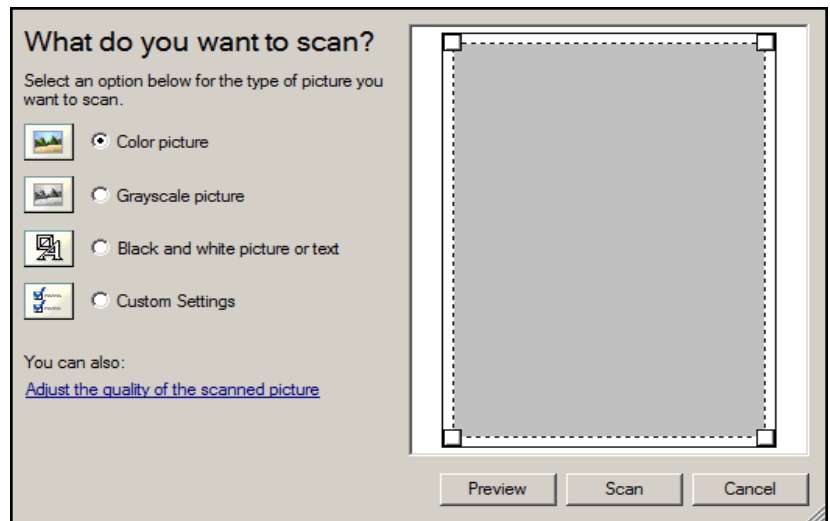 What do you want to scan?
Select an option below for the type of picture you
want to scan.
Color picture
Grayscale picture
Black and white picture or text
Custom Settings
You can also:
Adjust the quality of the scanned picture
Preview
Scan
Cancel